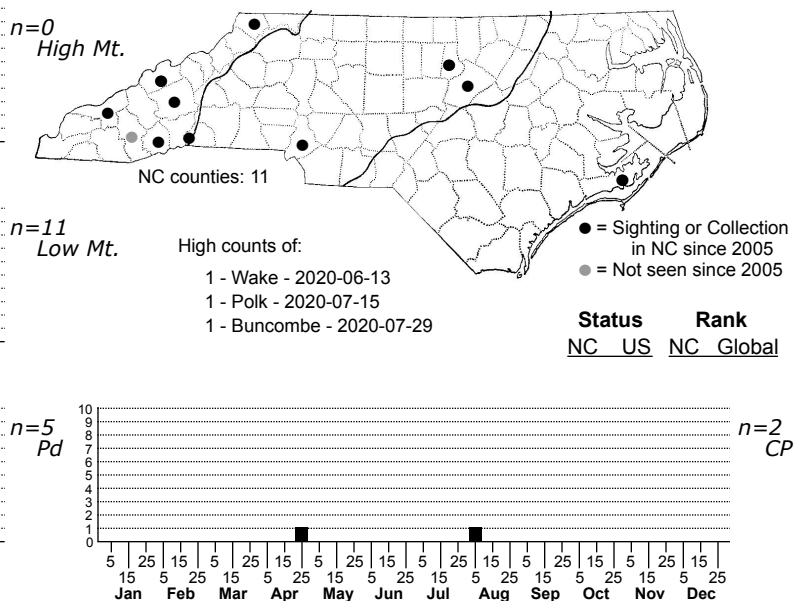 n=0
High Mt.
NC counties: 11
n=11
Low Mt.
High counts of:
1 - Wake - 2020-06-13
1 - Polk - 2020-07-15
1 - Buncombe - 2020-07-29
= Sighting or Collection
in NC since 2005
= Not seen since 2005
Status Rank
NC US NC Global
n=5
Pd
n=2
CP
10
9
8
7
6
5
4
3
2
1
0
5 25 15 5 25 15 5 25 15 5 25 15 5 25 15 5 25 15
15 5 25 15 5 25 15 5 25 15 5 25 15 5 25 15 5 25
Jan Feb Mar Apr May Jun Jul Aug Sep Oct Nov Dec